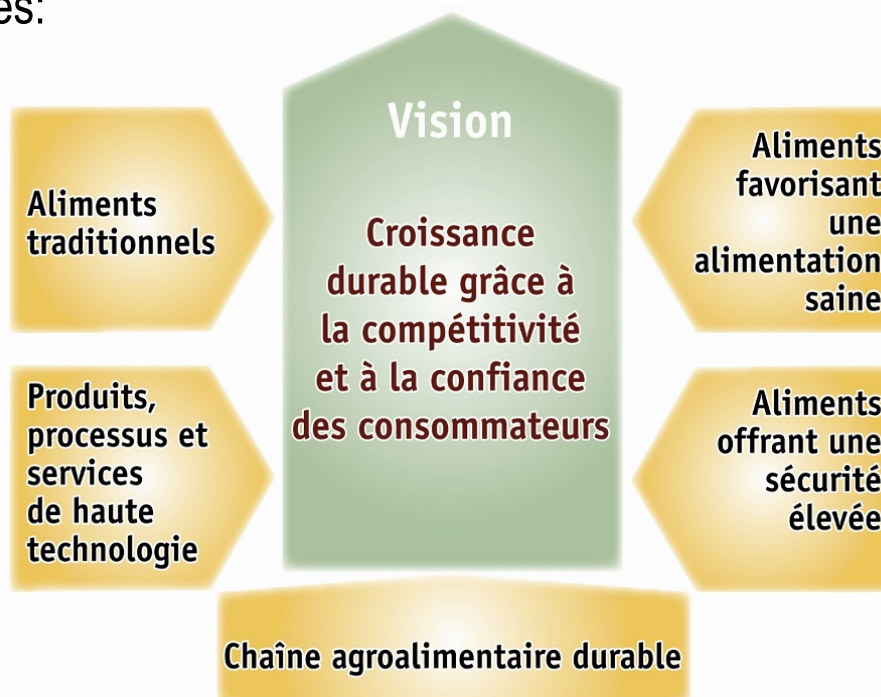 es:
Vision
Croissance
durable grâce à
la compétitivité
et à la confiance
des consommateurs
Aliments
traditionnels
Produits,
processus et
services
de haute
technologie
Aliments
favorisant
une
alimentation
saine
Aliments
offrant une
sécurité
élevée
Chaîne agroalimentaire durable